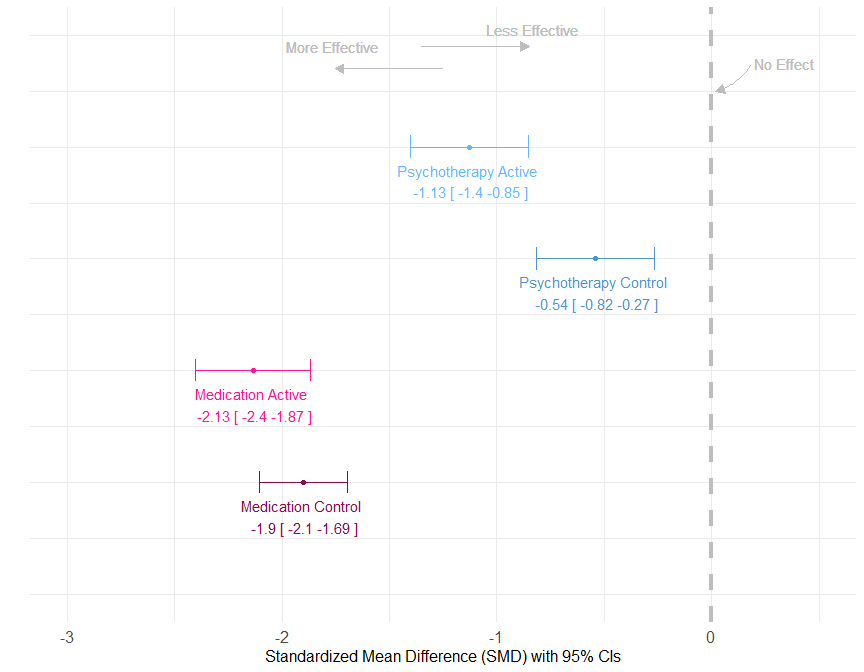 Less Effective
More Effective
No Effect
Psychotherapy Active
-1.13 [ -1.4 -0.85 ]
Psychotherapy Control
-0.54 [ -0.82 -0.27 ]
Medication Active
-2.13 [ -2.4 -1.87 ]
Medication Control
-1.9 [ -2.1 -1.69 ]
-3 -2 -1 0
Standardized Mean Difference (SMD) with 95% CIs